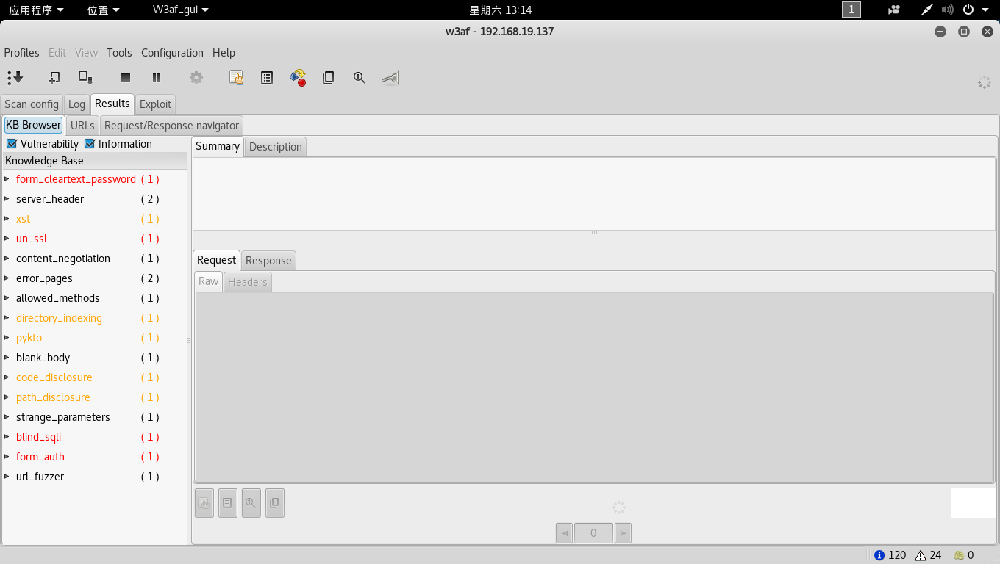 应用程序 位置 W3af_gui 星期六 13:14 1
w3af - 192.168.19.137
Profiles Edit View Tools Configuration Help
Scan config Log Results Exploit
KB Browser URLs Request/Response navigator
Vulnerability Information
Summary Description
Knowledge Base
form_cleartext_password ( 1 )
server_header ( 2 )
xst ( 1 )
un_ssl ( 1 )
content_negotiation ( 1 )
error_pages ( 2 )
allowed_methods ( 1 )
directory_indexing ( 1 )
pykto ( 1 )
blank_body ( 1 )
code_disclosure ( 1 )
path_disclosure ( 1 )
strange_parameters ( 1 )
blind_sqli ( 1 )
form_auth ( 1 )
url_fuzzer ( 1 )
Request Response
Raw Headers
0
120 24 0